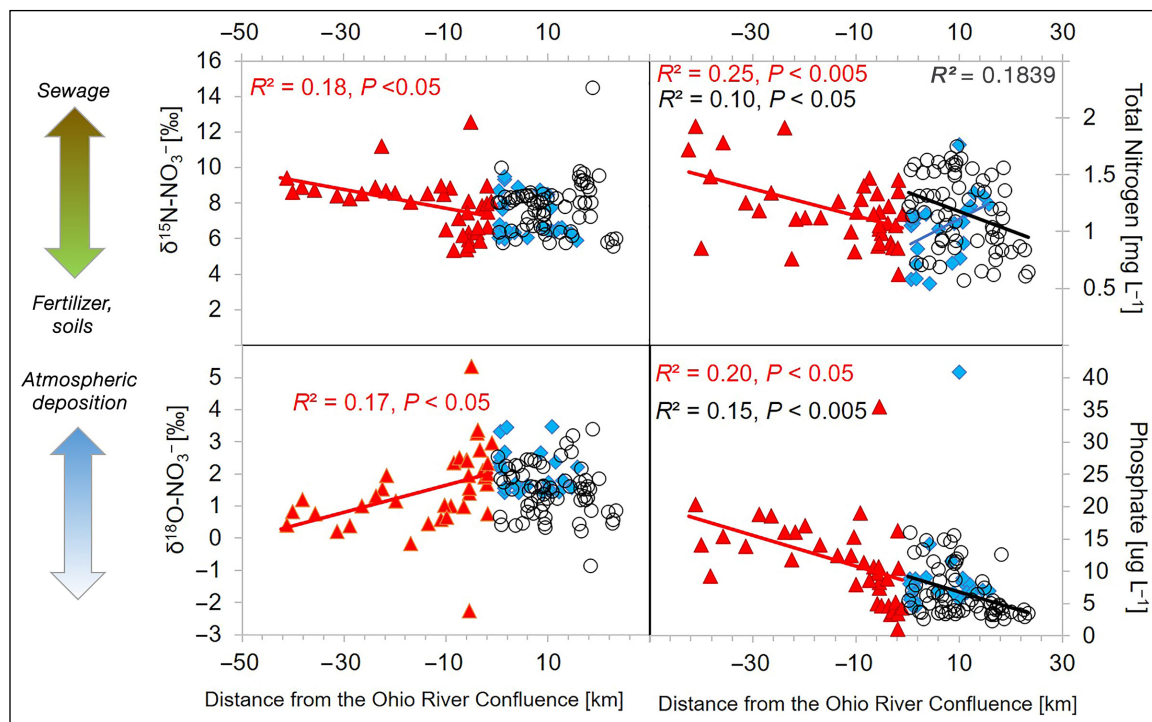 −50 −30 −10 10 −30 −10 10 30
Sewage
Fertilizer,
soils
Atmospheric
deposition
δ¹⁵N-NO₃⁻ [‰]
16
14
12
10
8
6
4
2
R² = 0.18, P <0.05
R² = 0.25, P < 0.005
R² = 0.10, P < 0.05
R² = 0.1839
2
1.5
1
0.5
Total Nitrogen [mg L⁻¹]
δ¹⁸O-NO₃⁻[‰]
5
4
3
2
1
0
−1
−2
−3
R² = 0.17, P < 0.05
R² = 0.20, P < 0.05
R² = 0.15, P < 0.005
40
35
30
25
20
15
10
5
0
Phosphate [ug L⁻¹]
−50 −30 −10 10 −30 −10 10 30
Distance from the Ohio River Confluence [km]
Distance from the Ohio River Confluence [km]